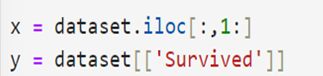 x = dataset.iloc[:,1:]
y = dataset[['Survived']]